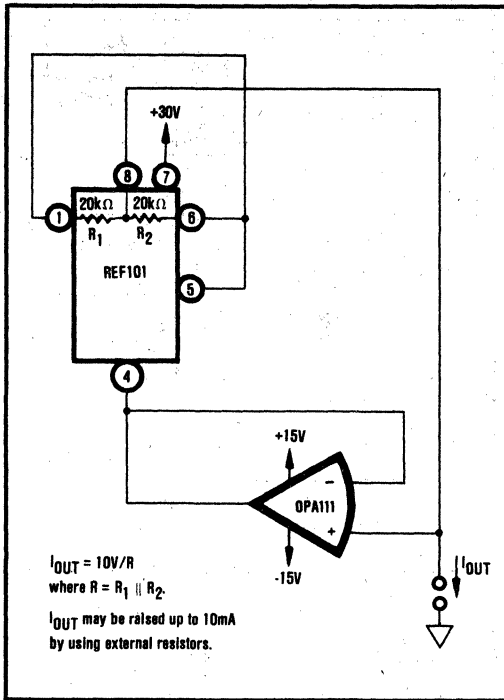 +30V
8
7
20kΩ 20kΩ
1
6
R1
R2
REF101
5
4
+15V
−
OPA111
+
-15V
IOUT
IOUT = 10V/R
where R = R1 || R2.
IOUT may be raised up to 10mA
by using external resistors.